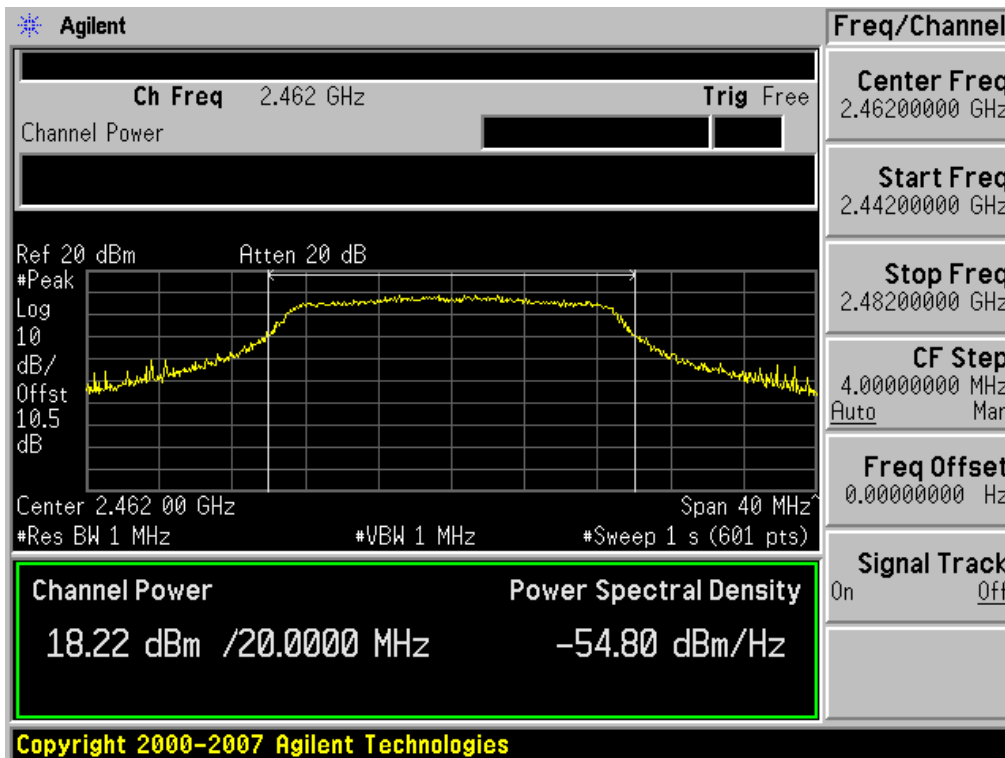 Agilent
Freq/Channel
Ch Freq 2.462 GHz Trig Free
Channel Power
Center Freq
2.46200000 GHz
Start Freq
2.44200000 GHz
Stop Freq
2.48200000 GHz
CF Step
4.00000000 MHz
Auto Man
Freq Offset
0.00000000 Hz
Signal Track
On Off
Ref 20 dBm Atten 20 dB
#Peak
Log
10
dB/
Offst
10.5
dB
Center 2.462 00 GHz Span 40 MHz^
#Res BW 1 MHz #VBW 1 MHz #Sweep 1 s (601 pts)
Channel Power Power Spectral Density
18.22 dBm /20.0000 MHz -54.80 dBm/Hz
Copyright 2000-2007 Agilent Technologies